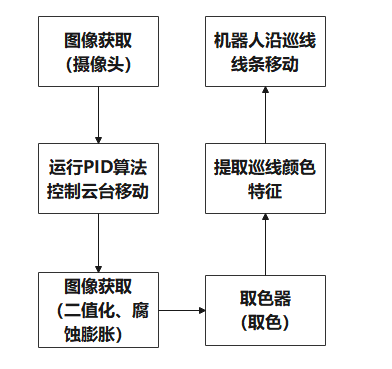 图像获取
（摄像头）
运行PID算法
控制云台移动
图像获取
（二值化、腐
蚀膨胀）
取色器
（取色）
提取巡线颜色
特征
机器人沿巡线
线条移动